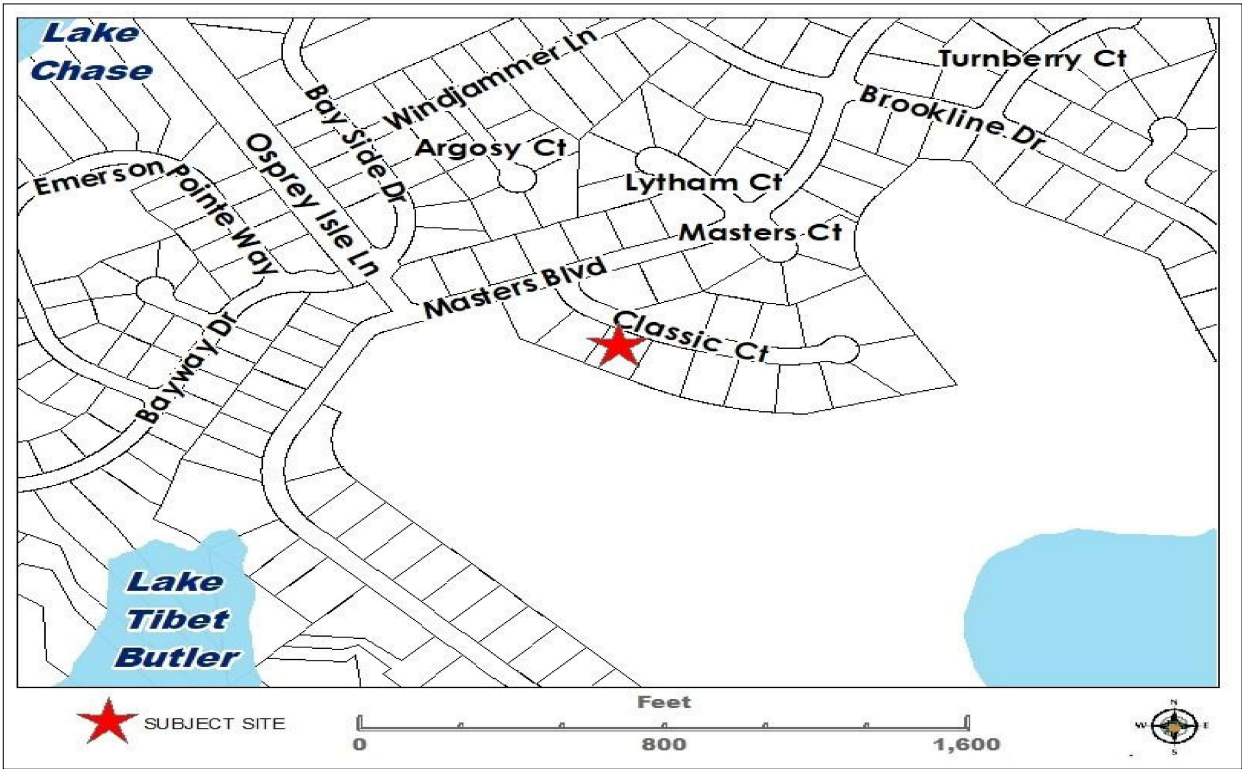 Lake
Chase
Turnberry Ct
Windjammer Ln
Bay Side Dr
Brookline Dr
Osprey Isle Ln
Argosy Ct
Emerson
Pointe Way
Lytham Ct
Masters Ct
Masters Blvd
Classic Ct
Bayway Dr
Lake
Tibet
Butler
SUBJECT SITE
Feet
0
800
1,600
N
W
E
S